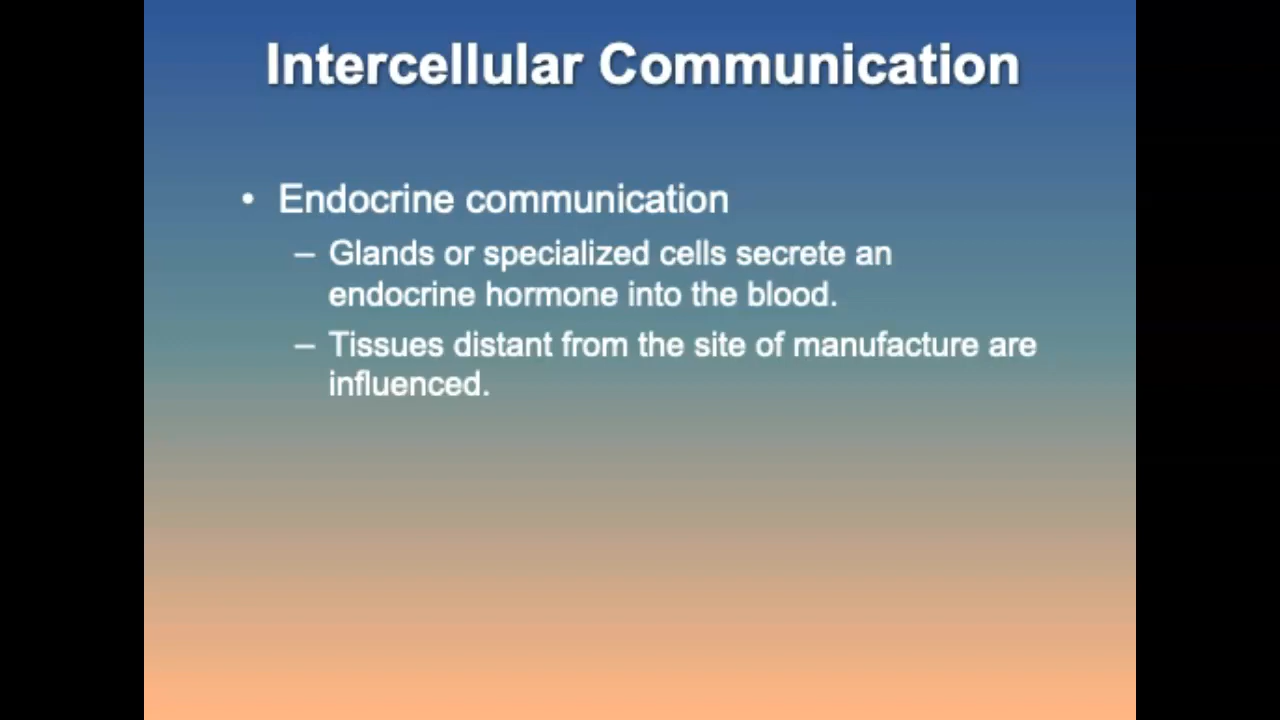 Intercellular Communication
• Endocrine communication
– Glands or specialized cells secrete an
endocrine hormone into the blood.
– Tissues distant from the site of manufacture are
influenced.